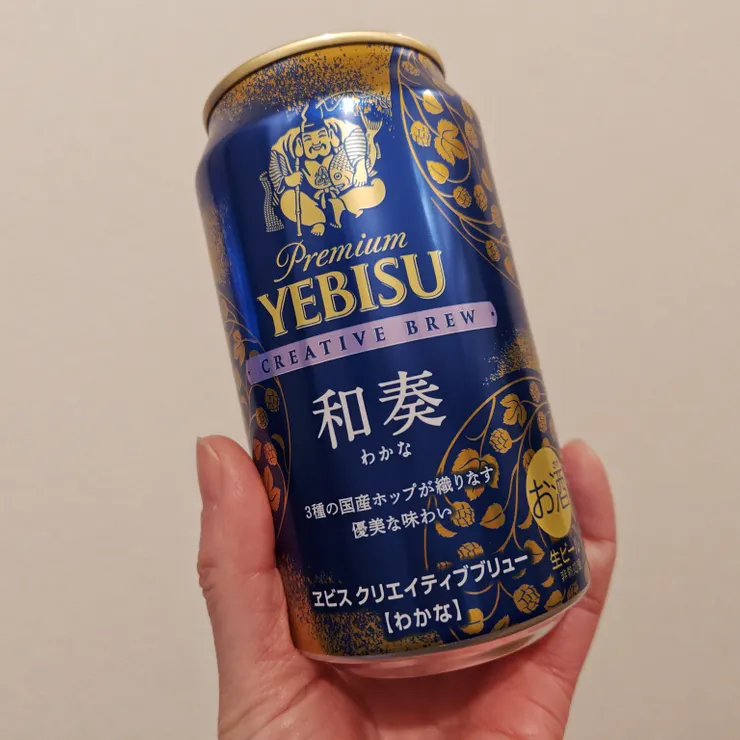 Premium
YEBISU
CREATIVE BREW
和奏
わかな
3種の国産ホップが織りなす
優美な味わい
お酒
生ビー
ヱビス クリエイティブブリュー
【わかな】